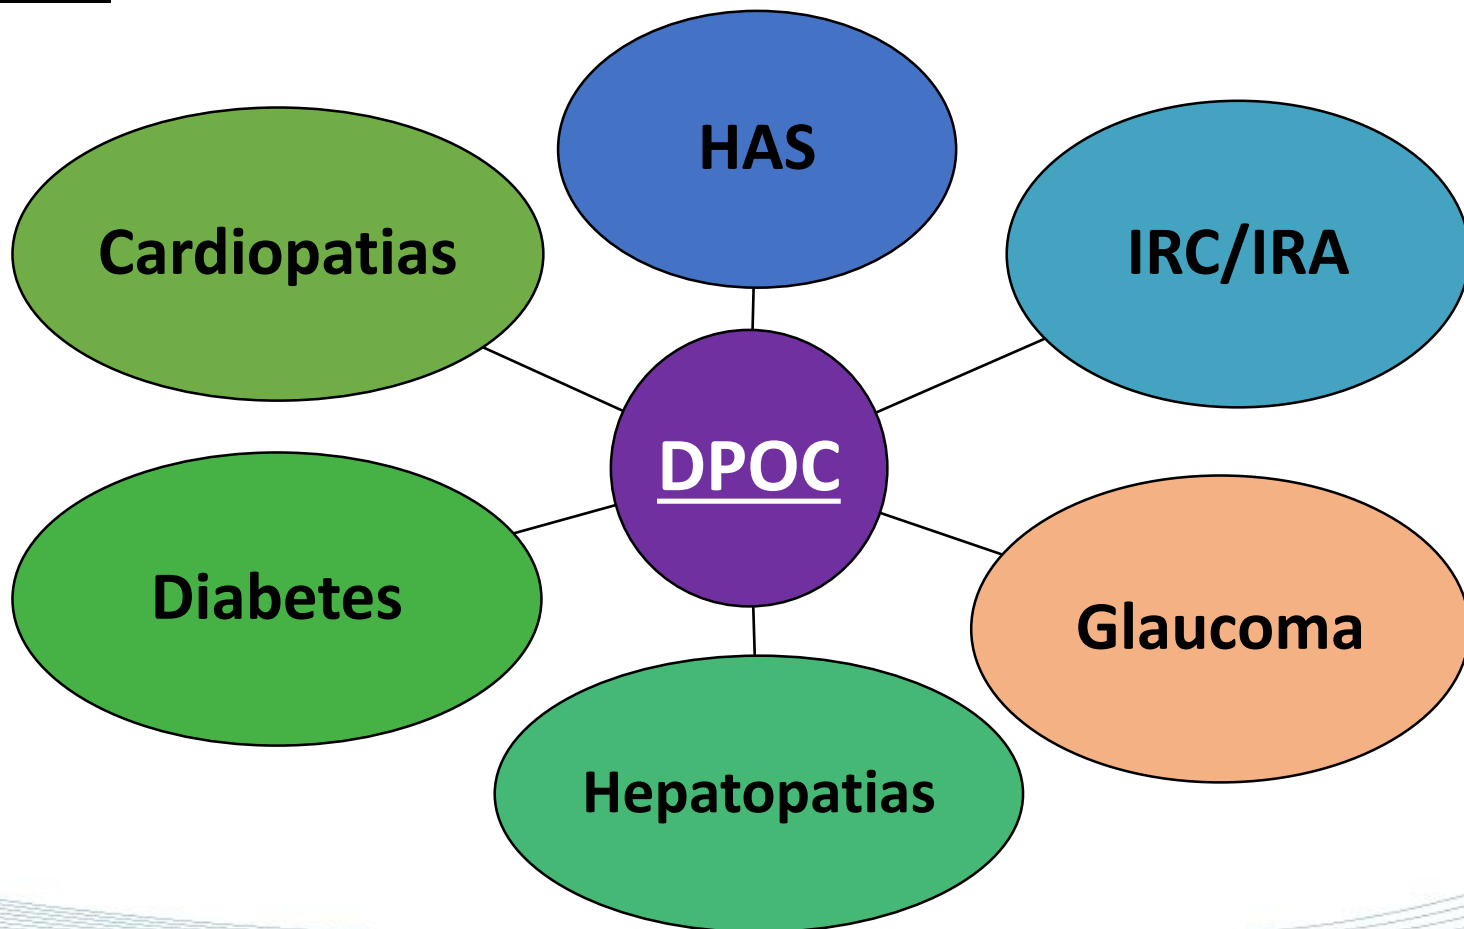 HAS
Cardiopatias
IRC/IRA
DPOC
Diabetes
Glaucoma
Hepatopatias